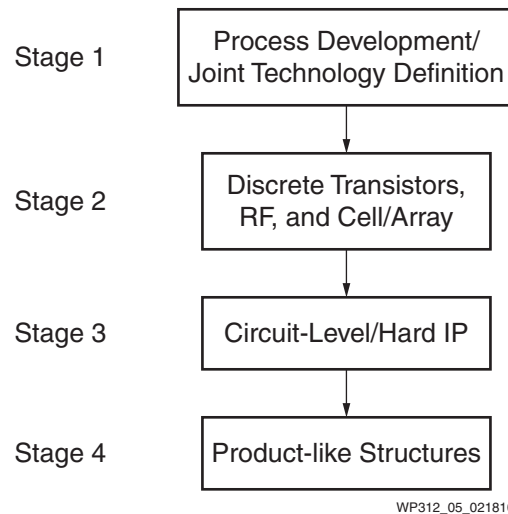 Stage 1
Process Development/
Joint Technology Definition
Stage 2
Discrete Transistors,
RF, and Cell/Array
Stage 3
Circuit-Level/Hard IP
Stage 4
Product-like Structures
WP312_05_021810